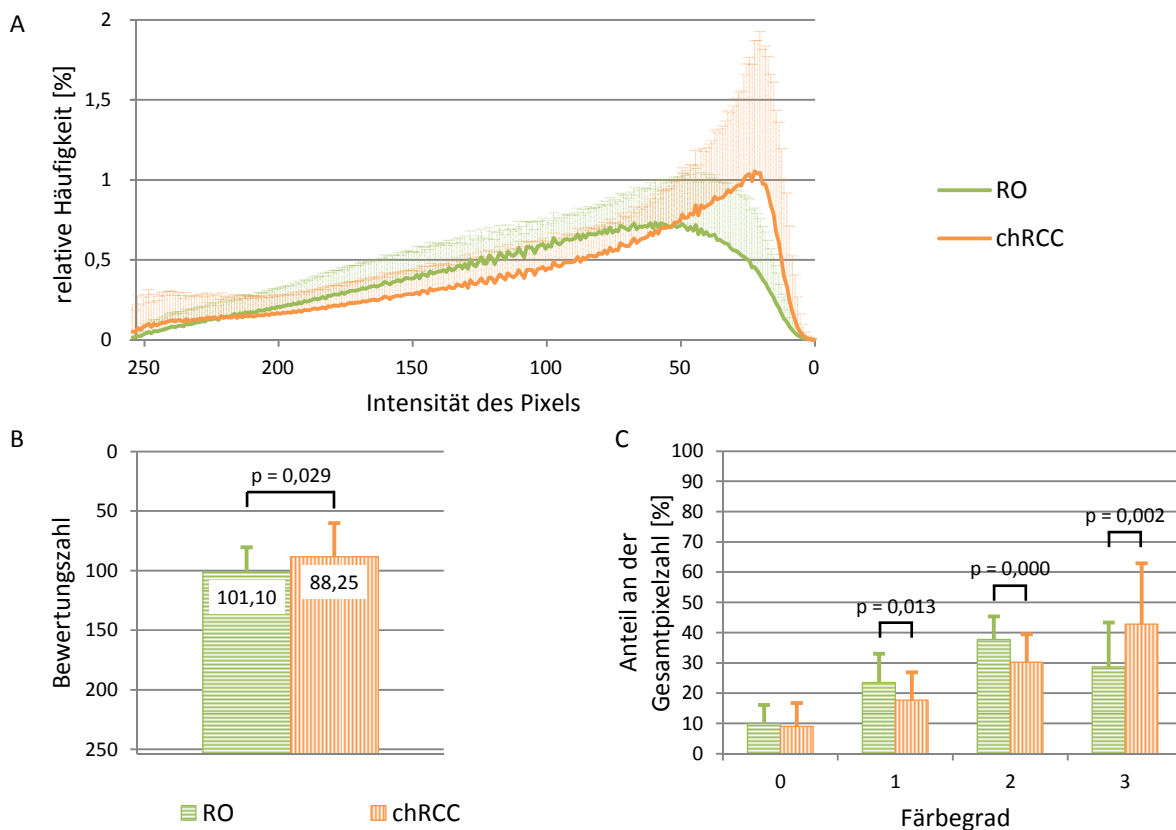 A
relative Häufigkeit [%]
2
1,5
1
0,5
0
250 200 150 100 50 0
Intensität des Pixels
RO
chRCC
B
Bewertungszahl
0
50
100
150
200
250
p = 0,029
101,10
88,25
RO chRCC
C
Anteil an der
Gesamtpixelzahl [%]
100
90
80
70
60
50
40
30
20
10
0
p = 0,013
p = 0,000
p = 0,002
0 1 2 3
Färbegrad